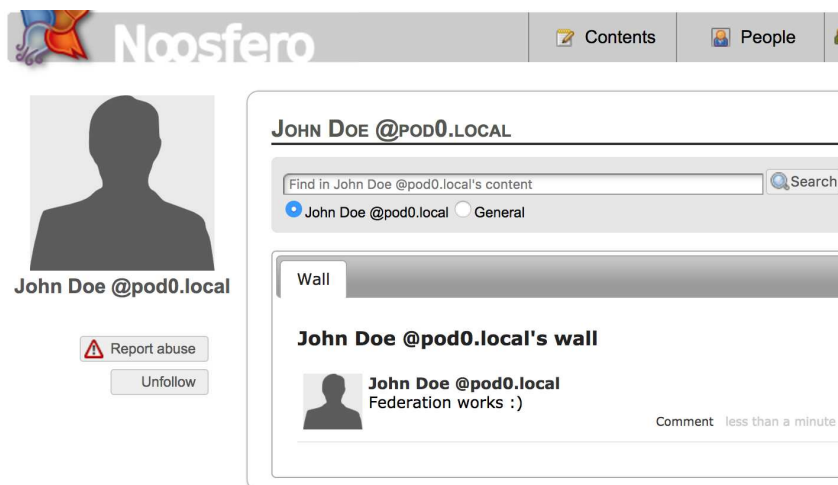 Noosfero
Contents
People
John Doe @pod0.local
Find in John Doe @pod0.local's content
Search
John Doe @pod0.local
General
John Doe @pod0.local
Report abuse
Unfollow
Wall
John Doe @pod0.local's wall
John Doe @pod0.local
Federation works :)
Comment less than a minute